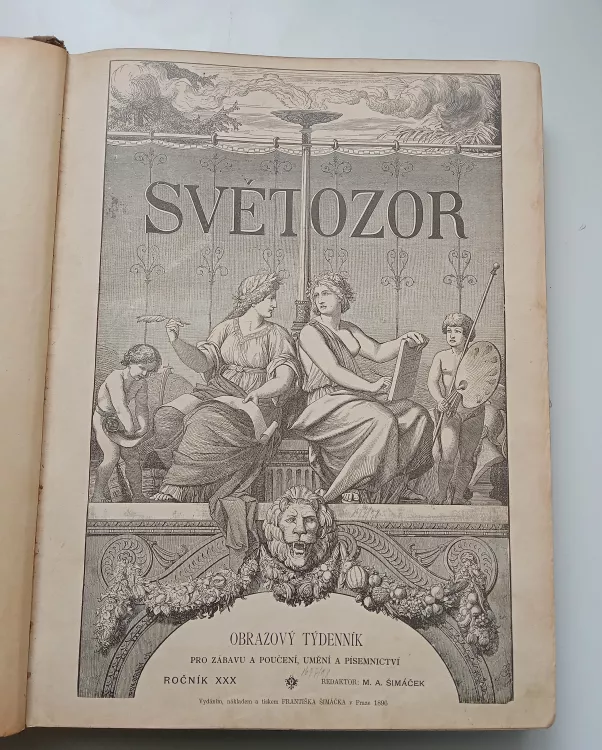 SVĚTOZOR
OBRAZOVÝ TÝDENNÍK
PRO ZÁBAVU A POUČENÍ, UMĚNÍ A PÍSEMNICTVÍ
ROČNÍK XXX
REDAKTOR: M. A. ŠIMÁČEK
Vydáním, nákladem a tiskem FRANTIŠKA ŠIMÁČKA v Praze 1896.